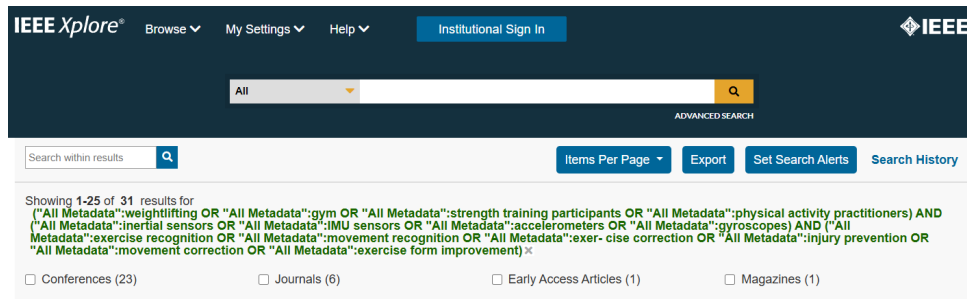 IEEE Xplore® Browse My Settings Help Institutional Sign In IEEE
All
ADVANCED SEARCH
Search within results Items Per Page Export Set Search Alerts Search History
Showing 1-25 of 31 results for
("All Metadata":weightlifting OR "All Metadata":gym OR "All Metadata":strength training participants OR "All Metadata":physical activity practitioners) AND
("All Metadata":inertial sensors OR "All Metadata":IMU sensors OR "All Metadata":accelerometers OR "All Metadata":gyroscopes) AND ("All
Metadata":exercise recognition OR "All Metadata":movement recognition OR "All Metadata":exer- cise correction OR "All Metadata":injury prevention OR
"All Metadata":movement correction OR "All Metadata":exercise form improvement)
Conferences (23) Journals (6) Early Access Articles (1) Magazines (1)